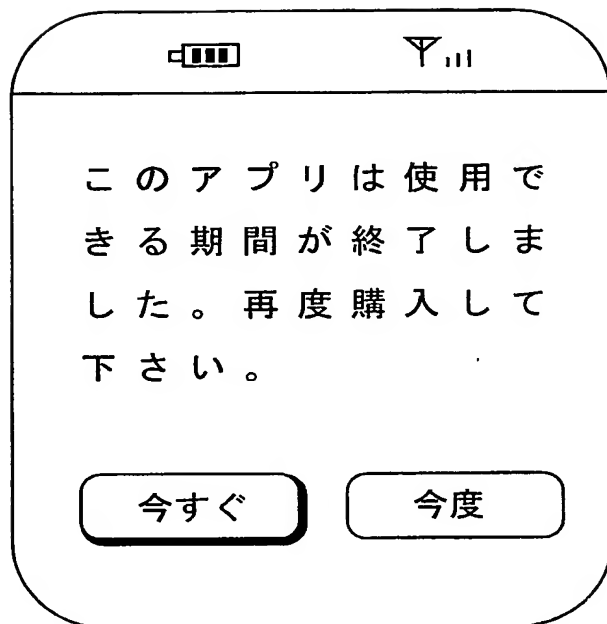 このアプリは使用で
きる期間が終了しま
した。再度購入して
下さい。
今すぐ
今度